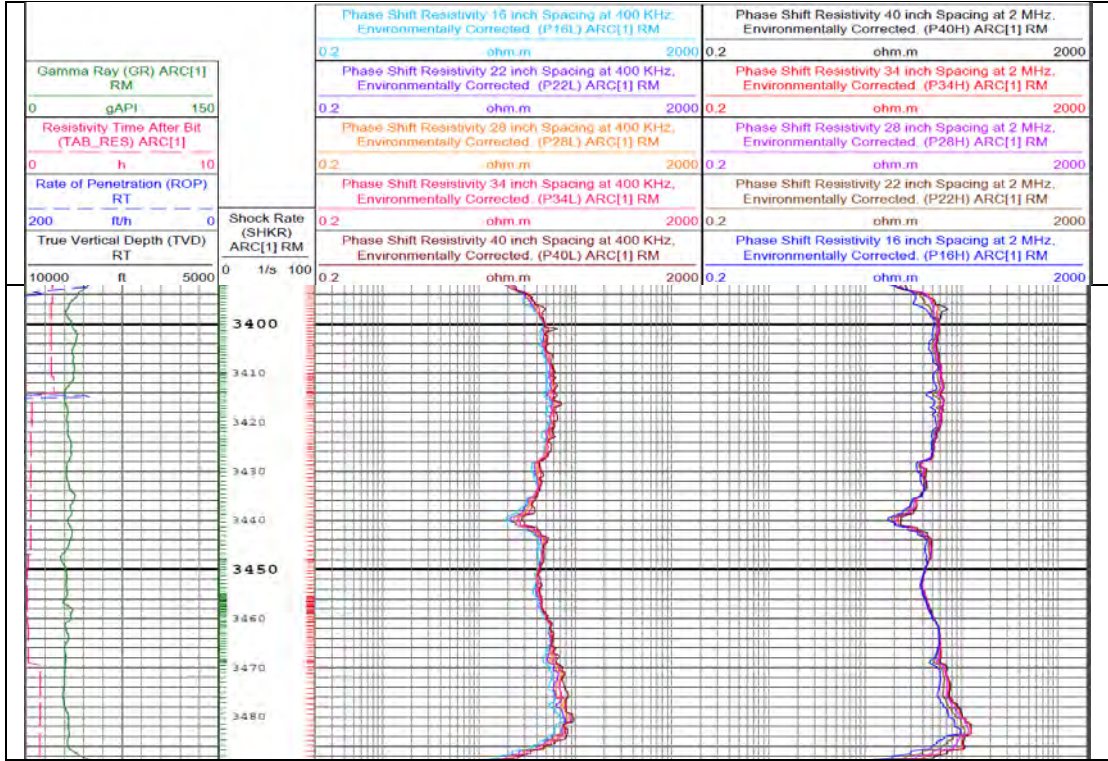 Phase Shift Resistivity 16 inch Spacing at 400 KHz,
Environmentally Corrected. (P16L) ARC[1] RM
0.2 ohm.m 2000
Phase Shift Resistivity 40 inch Spacing at 2 MHz,
Environmentally Corrected. (P40H) ARC[1] RM
0.2 ohm.m 2000
Gamma Ray (GR) ARC[1]
RM
0 gAPI 150
Phase Shift Resistivity 22 inch Spacing at 400 KHz,
Environmentally Corrected. (P22L) ARC[1] RM
0.2 ohm.m 2000
Phase Shift Resistivity 34 inch Spacing at 2 MHz,
Environmentally Corrected. (P34H) ARC[1] RM
0.2 ohm.m 2000
Resistivity Time After Bit
(TAB_RES) ARC[1]
0 h 10
Phase Shift Resistivity 28 inch Spacing at 400 KHz,
Environmentally Corrected. (P28L) ARC[1] RM
0.2 ohm.m 2000
Phase Shift Resistivity 28 inch Spacing at 2 MHz,
Environmentally Corrected. (P28H) ARC[1] RM
0.2 ohm.m 2000
Rate of Penetration (ROP)
RT
200 ft/h 0
Phase Shift Resistivity 34 inch Spacing at 400 KHz,
Environmentally Corrected. (P34L) ARC[1] RM
0.2 ohm.m 2000
Phase Shift Resistivity 22 inch Spacing at 2 MHz,
Environmentally Corrected. (P22H) ARC[1] RM
0.2 ohm.m 2000
True Vertical Depth (TVD)
RT
10000 ft 5000
Shock Rate
(SHKR)
ARC[1] RM
0 1/s 100
Phase Shift Resistivity 40 inch Spacing at 400 KHz,
Environmentally Corrected. (P40L) ARC[1] RM
0.2 ohm.m 2000
Phase Shift Resistivity 16 inch Spacing at 2 MHz,
Environmentally Corrected. (P16H) ARC[1] RM
0.2 ohm.m 2000
3400
3410
3420
3430
3440
3450
3460
3470
3480